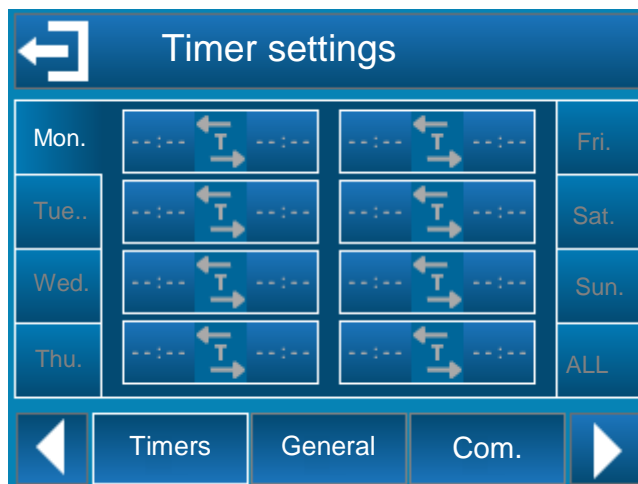 Timer settings
Mon. --:-- T --:-- --:-- T --:-- Fri.
Tue.. --:-- T --:-- --:-- T --:-- Sat.
Wed. --:-- T --:-- --:-- T --:-- Sun.
Thu. --:-- T --:-- --:-- T --:-- ALL
Timers General Com.